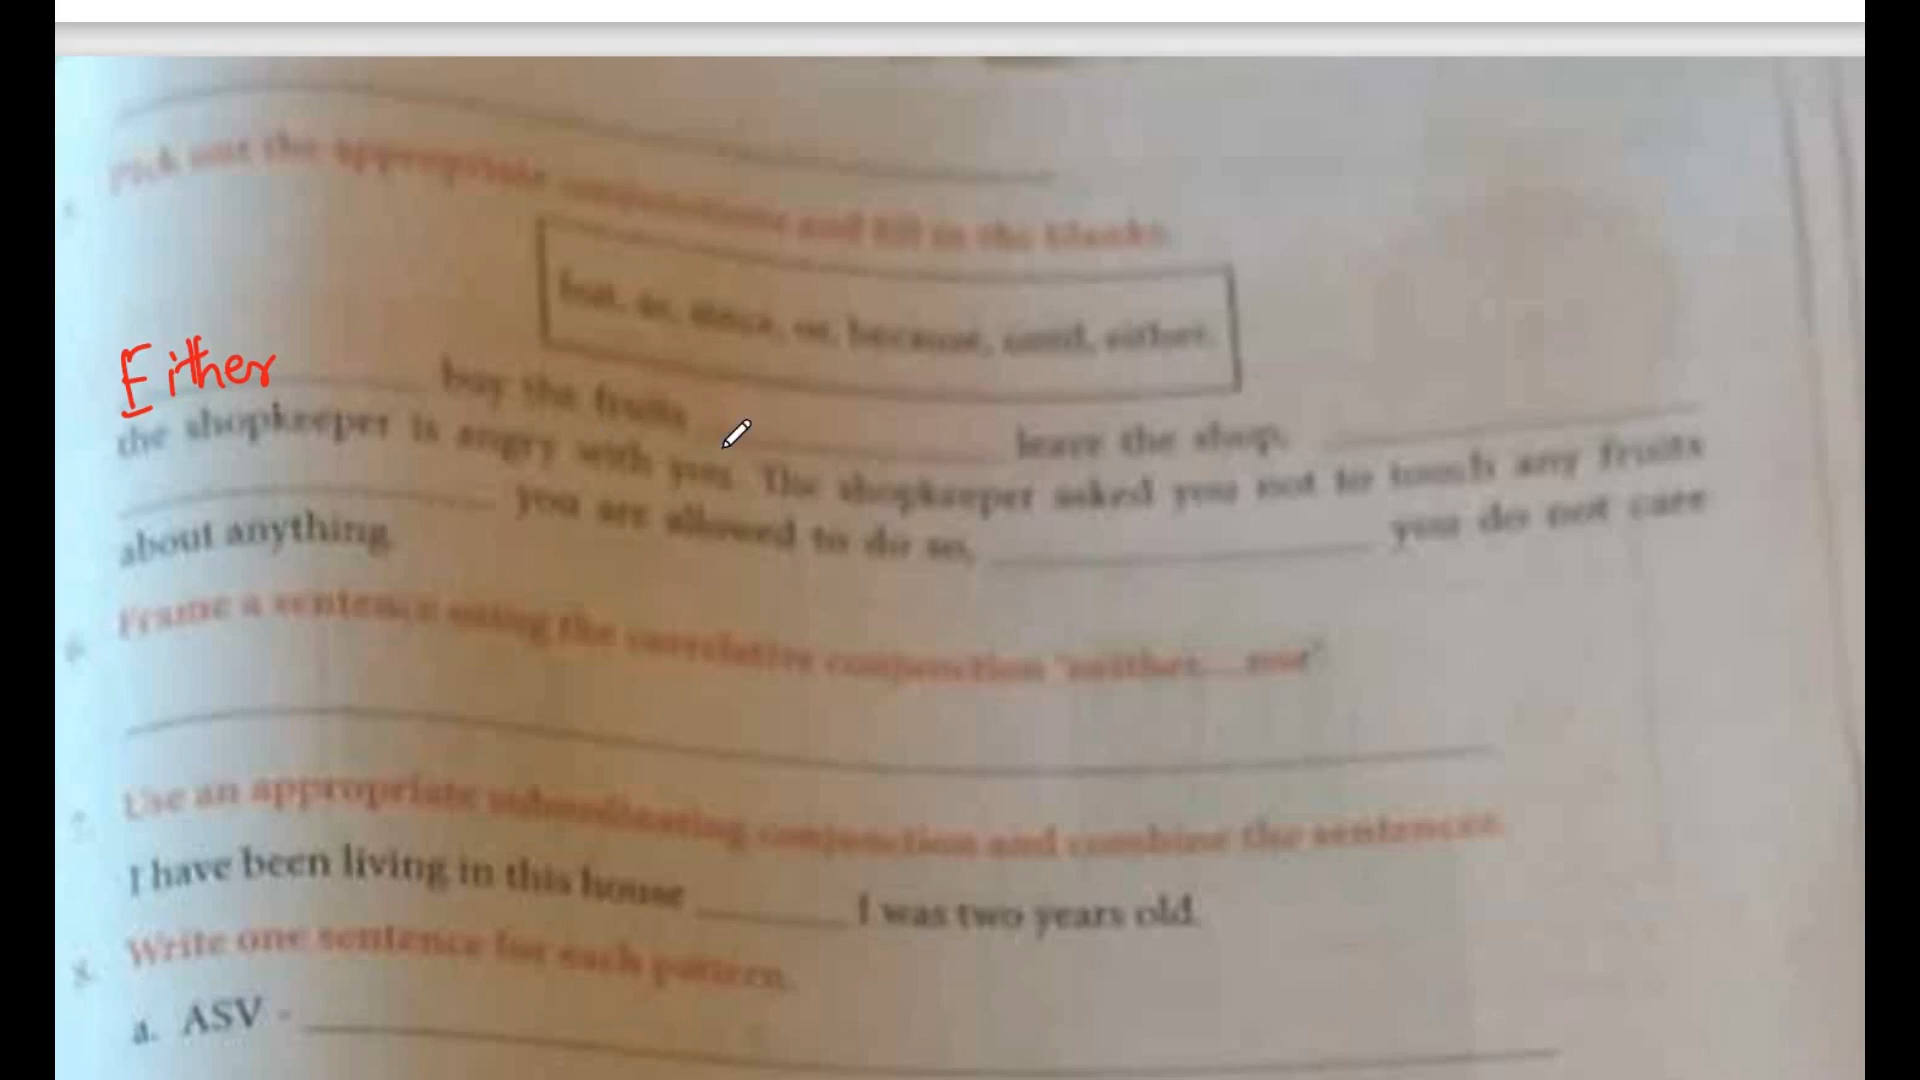 Pick out the appropriate conjunctions and fill in the blanks.
but, as, since, or, because, until, either.
Either buy the fruits leave the shop,
the shopkeeper is angry with you. The shopkeeper asked you not to touch any fruits
you are allowed to do so, you do not care
about anything.
6. Frame a sentence using the correlative conjunction 'neither....nor'.
7. Use an appropriate subordinating conjunction and combine the sentences.
I have been living in this house ______ I was two years old.
8. Write one sentence for each pattern.
a. ASV -